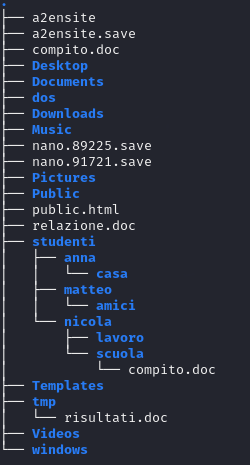 .
├── a2ensite
├── a2ensite.save
├── compito.doc
├── Desktop
├── Documents
├── dos
├── Downloads
├── Music
├── nano.89225.save
├── nano.91721.save
├── Pictures
├── Public
├── public.html
├── relazione.doc
├── studenti
│   ├── anna
│   │   └── casa
│   ├── matteo
│   │   └── amici
│   └── nicola
│       ├── lavoro
│       └── scuola
│           └── compito.doc
├── Templates
├── tmp
│   └── risultati.doc
├── Videos
└── windows